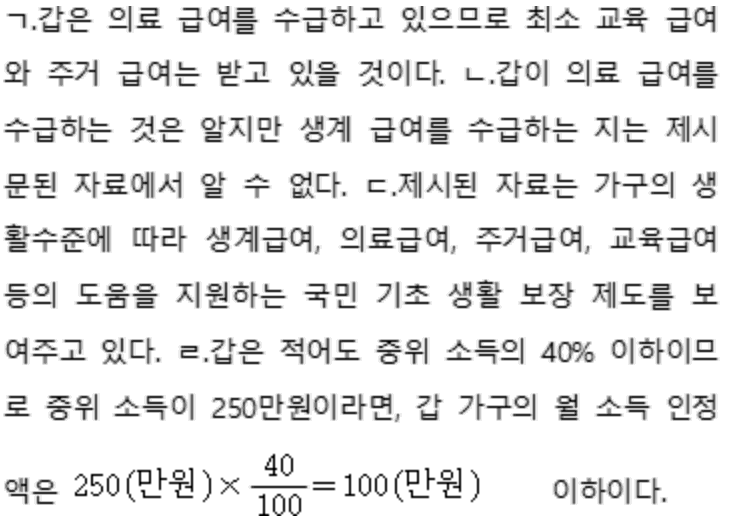 ㄱ.갑은 의료 급여를 수급하고 있으므로 최소 교육 급여
와 주거 급여는 받고 있을 것이다. ㄴ.갑이 의료 급여를
수급하는 것은 알지만 생계 급여를 수급하는 지는 제시
문된 자료에서 알 수 없다. ㄷ.제시된 자료는 가구의 생
활수준에 따라 생계급여, 의료급여, 주거급여, 교육급여
등의 도움을 지원하는 국민 기초 생활 보장 제도를 보
여주고 있다. ㄹ.갑은 적어도 중위 소득의 40% 이하이므
로 중위 소득이 250만원이라면, 갑 가구의 월 소득 인정
액은 250(만원)×40/100=100(만원) 이하이다.